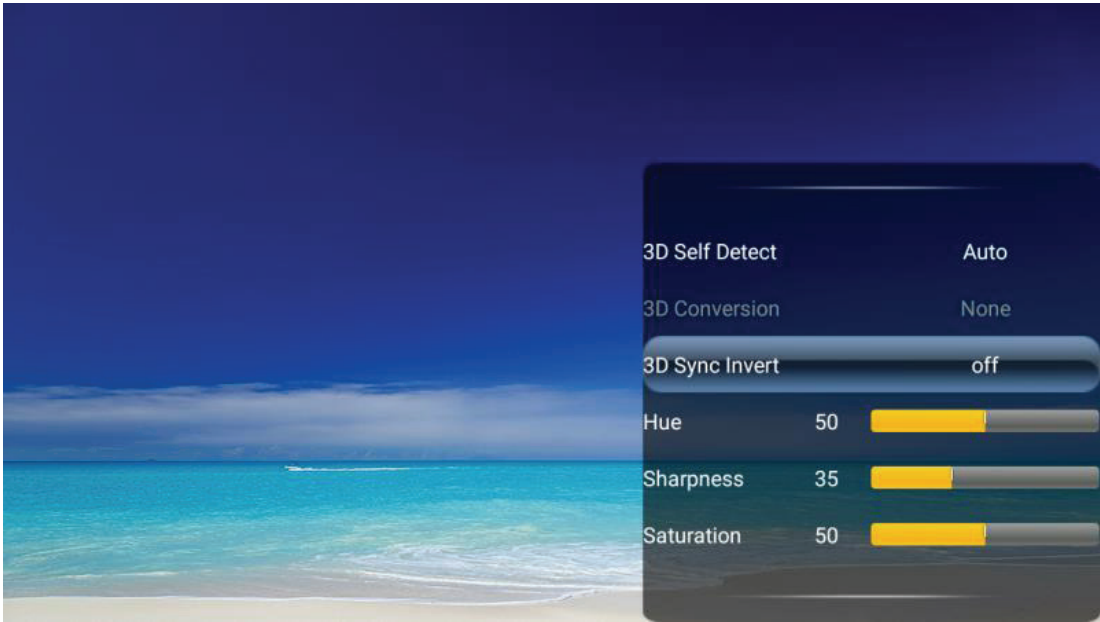 3D Self Detect Auto
3D Conversion None
3D Sync Invert off
Hue 50
Sharpness 35
Saturation 50